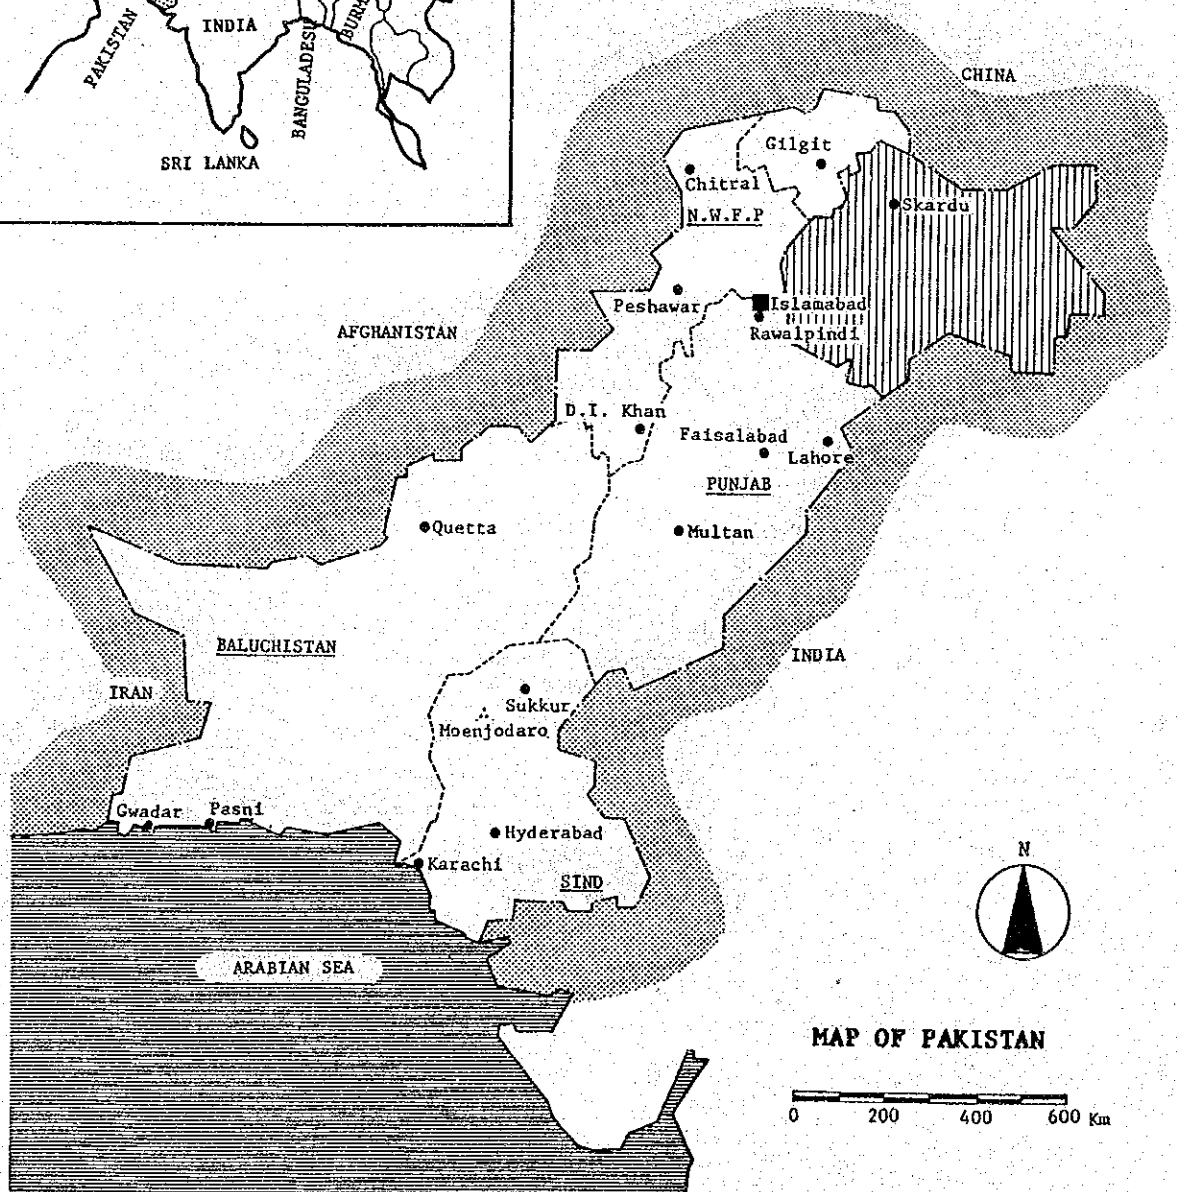 PAKISTAN
INDIA
BANGULADESH
BURM
SRI LANKA
CHINA
Gilgit
Chitral
N.W.F.P
Skardu
Peshawar
Islamabad
Rawalpindi
AFGHANISTAN
D.I. Khan
Faisalabad
Lahore
PUNJAB
Quetta
Multan
BALUCHISTAN
INDIA
IRAN
Sukkur
Moenjodaro
Gwadar
Pasni
Hyderabad
Karachi
SIND
N
ARABIAN SEA
MAP OF PAKISTAN
0 200 400 600 Km